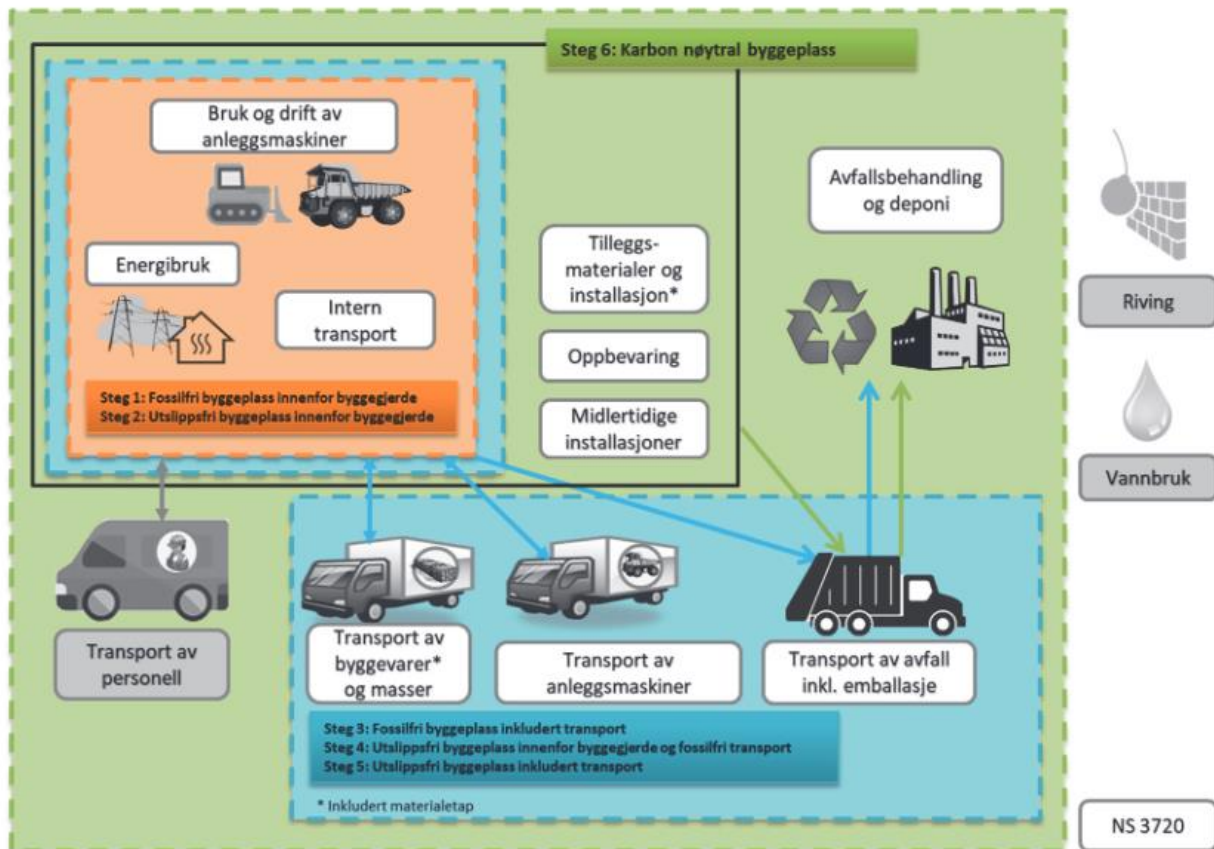 Steg 6: Karbon nøytral byggeplass
Bruk og drift av
anleggsmaskiner
Energibruk
Intern
transport
Steg 1: Fossilfri byggeplass innenfor byggegjerde
Steg 2: Utslippsfri byggeplass innenfor byggegjerde
Tilleggs-
materialer og
installasjon*
Oppbevaring
Midlertidige
installasjoner
Avfallsbehandling
og deponi
Riving
Vannbruk
Transport av
personell
Transport av
byggevarer*
og masser
Transport av
anleggsmaskiner
Transport av avfall
inkl. emballasje
Steg 3: Fossilfri byggeplass inkludert transport
Steg 4: Utslippsfri byggeplass innenfor byggegjerde og fossilfri transport
Steg 5: Utslippsfri byggeplass inkludert transport
* Inkludert materialetap
NS 3720